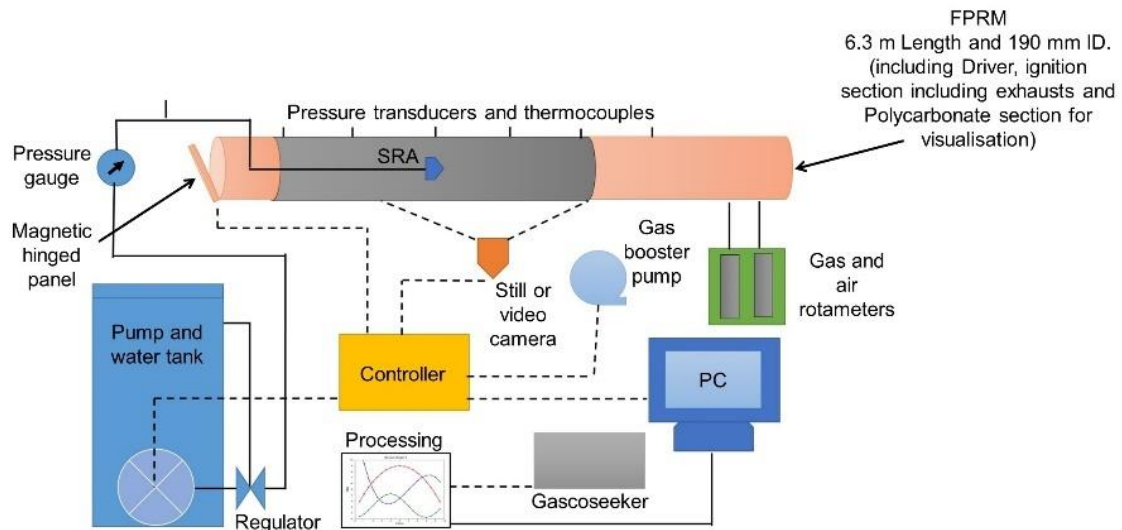 FPRM
6.3 m Length and 190 mm ID.
(including Driver, ignition
section including exhausts and
Polycarbonate section for
visualisation)
Pressure transducers and thermocouples
SRA
Pressure
gauge
Magnetic
hinged
panel
Gas
booster
pump
Still or
video
camera
Gas and
air
rotameters
Pump and
water tank
Controller
PC
Processing
Gascoseeker
Regulator